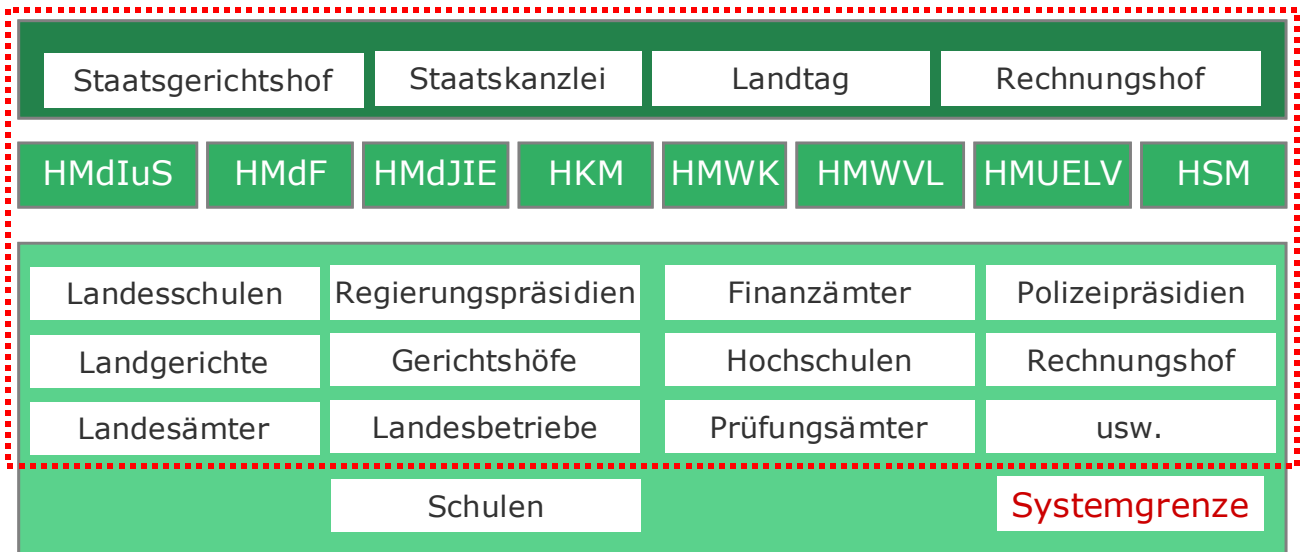 Staatsgerichtshof Staatskanzlei Landtag Rechnungshof
HMdIuS HMdF HMdJIE HKM HMWK HMWVL HMUELV HSM
Landesschulen Regierungspräsidien Finanzämter Polizeipräsidien
Landgerichte Gerichtshöfe Hochschulen Rechnungshof
Landesämter Landesbetriebe Prüfungsämter usw.
Schulen Systemgrenze